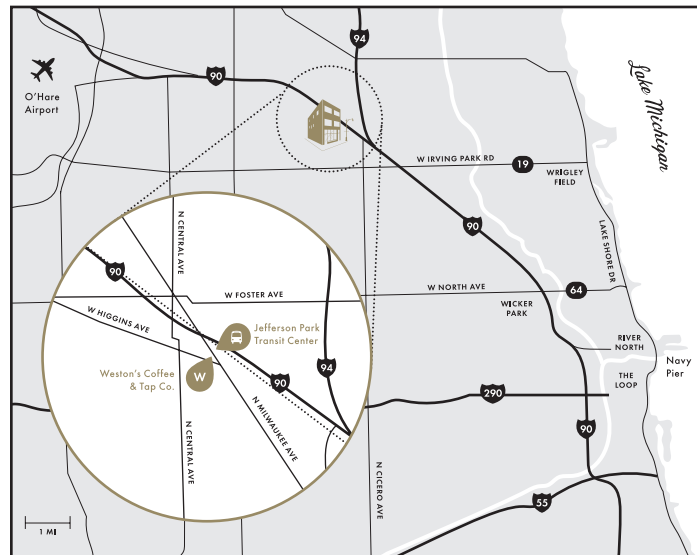 94
90
O'Hare
Airport
Lake Michigan
W IRVING PARK RD
19
WRIGLEY
FIELD
N CENTRAL AVE
90
LAKE SHORE DR
90
W FOSTER AVE
W NORTH AVE
64
WICKER
PARK
W HIGGINS AVE
Jefferson Park
Transit Center
RIVER
NORTH
Navy
Pier
Weston's Coffee
& Tap Co.
W
94
90
THE
LOOP
290
N MILWAUKEE AVE
N CENTRAL AVE
90
N CICERO AVE
55
1 MI